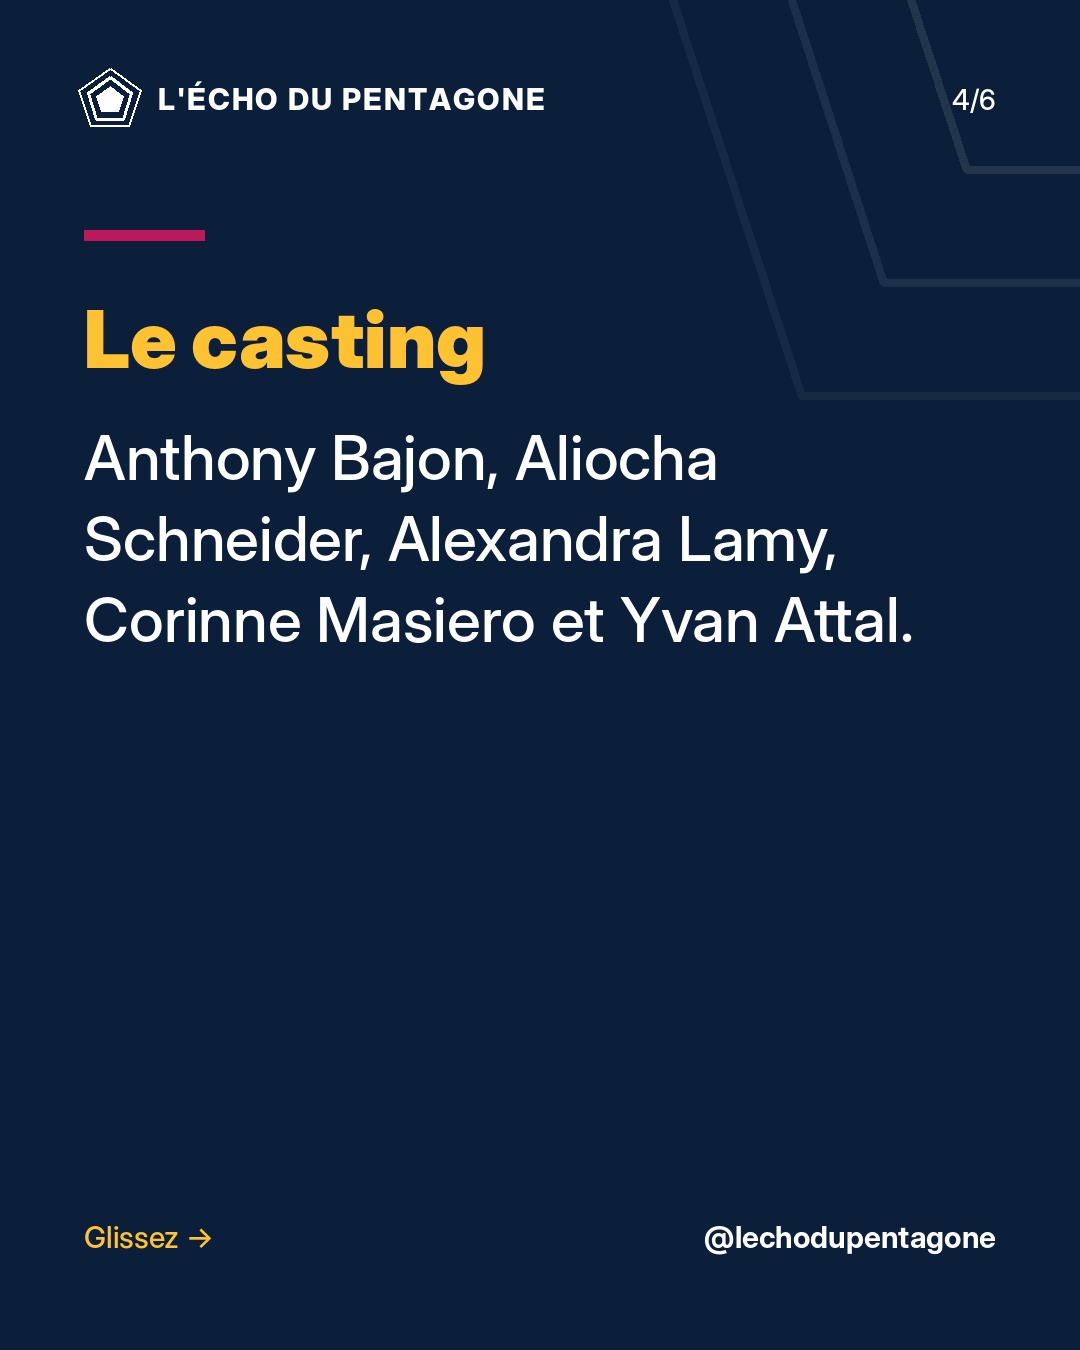 L'ÉCHO DU PENTAGONE
4/6
Le casting
Anthony Bajon, Aliocha
Schneider, Alexandra Lamy,
Corinne Masiero et Yvan Attal.
Glissez →
@lechodupentagone